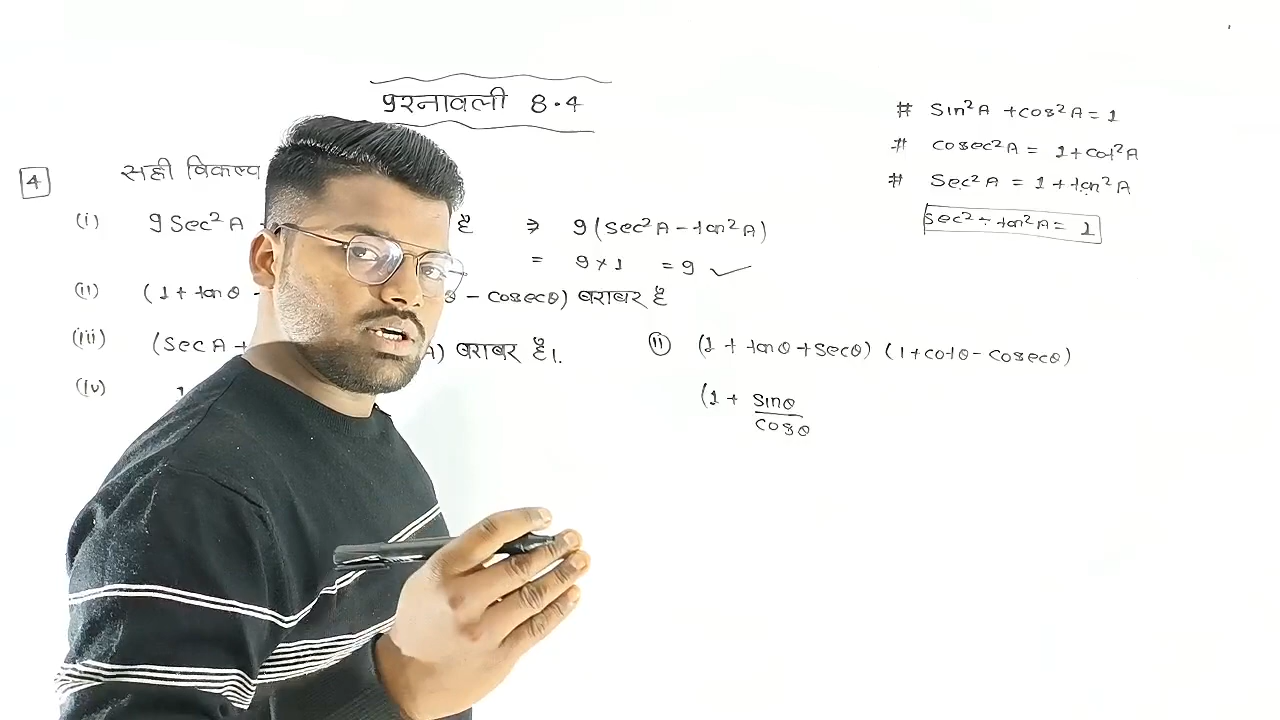 प्रश्नावली 8.4
4 सही विकल्प
(i) 9 Sec² A है ⇒ 9 (Sec²A - tan²A)
= 9 × 1 = 9 ✓
(ii) (1 + tanθ - cosecθ) बराबर है
(iii) (Sec A + A) बराबर है।
(iv) 1
# Sin²A + cos²A = 1
# cosec²A = 1 + cot²A
# Sec²A = 1 + tan²A
Sec² - tan²A = 1
(ii) (1 + tanθ + secθ) (1 + cotθ - cosecθ)
(1 + sinθ/cosθ